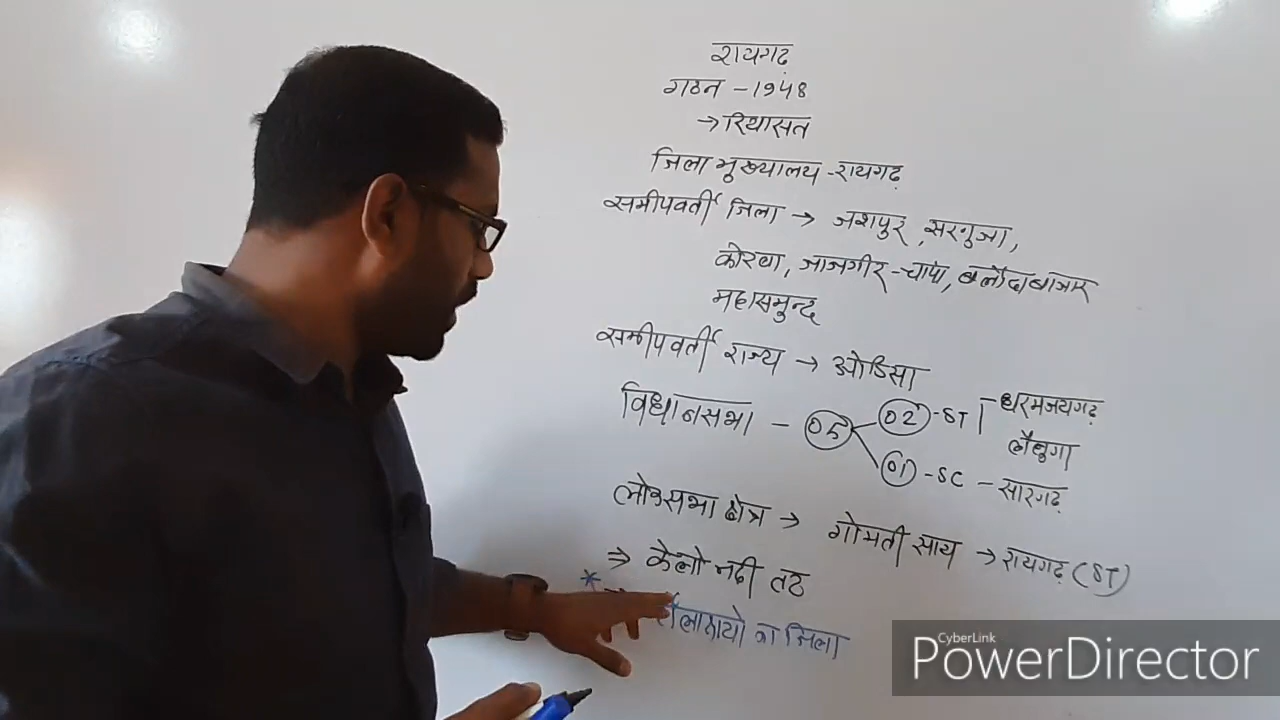 रायगढ़
गठन - 1948
→ रियासत
जिला मुख्यालय - रायगढ़
समीपवर्ती जिला → जशपुर, सरगुजा,
कोरबा, जाजगीर - चापा, बलौदाबाजार
महासमुन्द
समीपवर्ती राज्य → ओडिसा
विधानसभा - 05 02 - ST धरमजयगढ़
लैलुगा
01 - SC - सारगढ़
लोकसभा क्षेत्र → गोमती साय → रायगढ़ (ST)
⇒ केलो नदी तट
* का जिला
CyberLink
PowerDirector